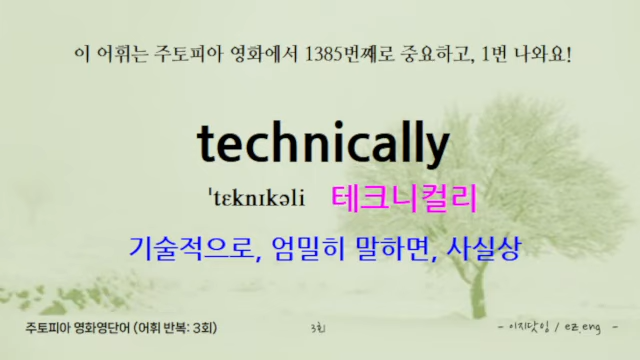 이 어휘는 주토피아 영화에서 1385번째로 중요하고, 1번 나와요!
technically
ˈtɛknɪkəli 테크니컬리
기술적으로, 엄밀히 말하면, 사실상
주토피아 영화영단어 (어휘 반복: 3회) 3회 - 이지닷잉 / ez.eng -